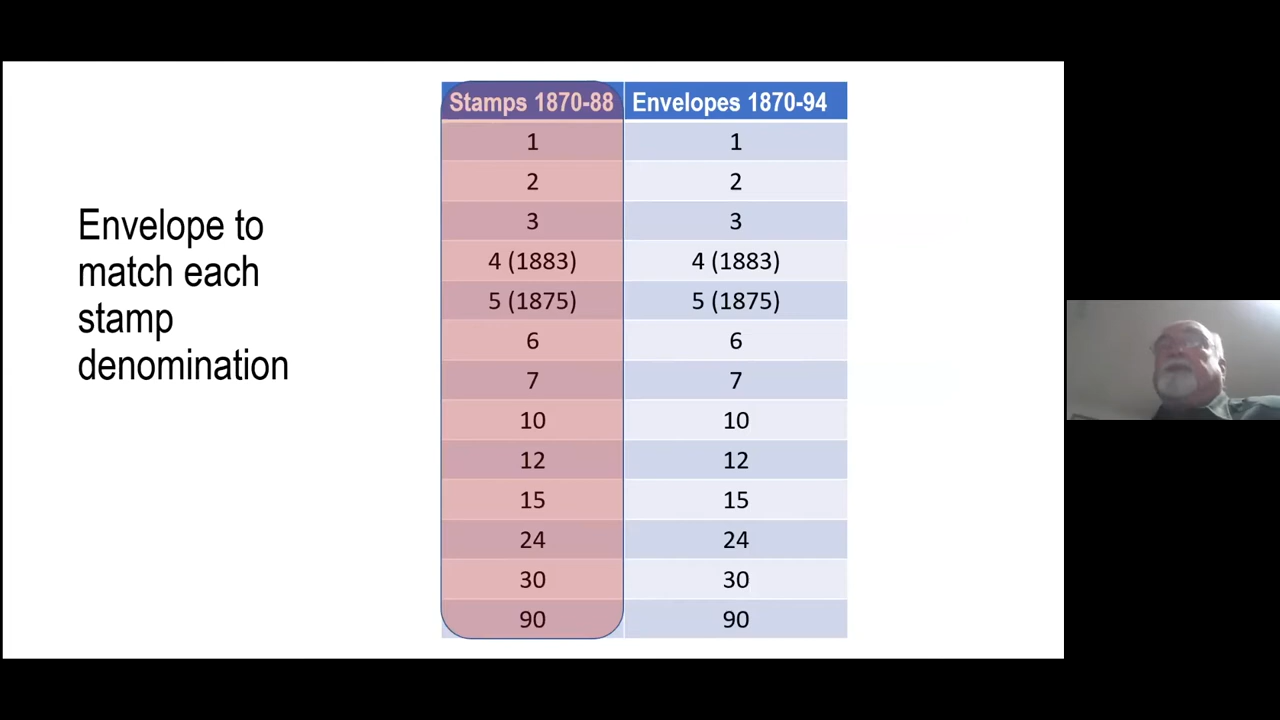 Envelope to
match each
stamp
denomination
Stamps 1870-88 Envelopes 1870-94
1 1
2 2
3 3
4 (1883) 4 (1883)
5 (1875) 5 (1875)
6 6
7 7
10 10
12 12
15 15
24 24
30 30
90 90